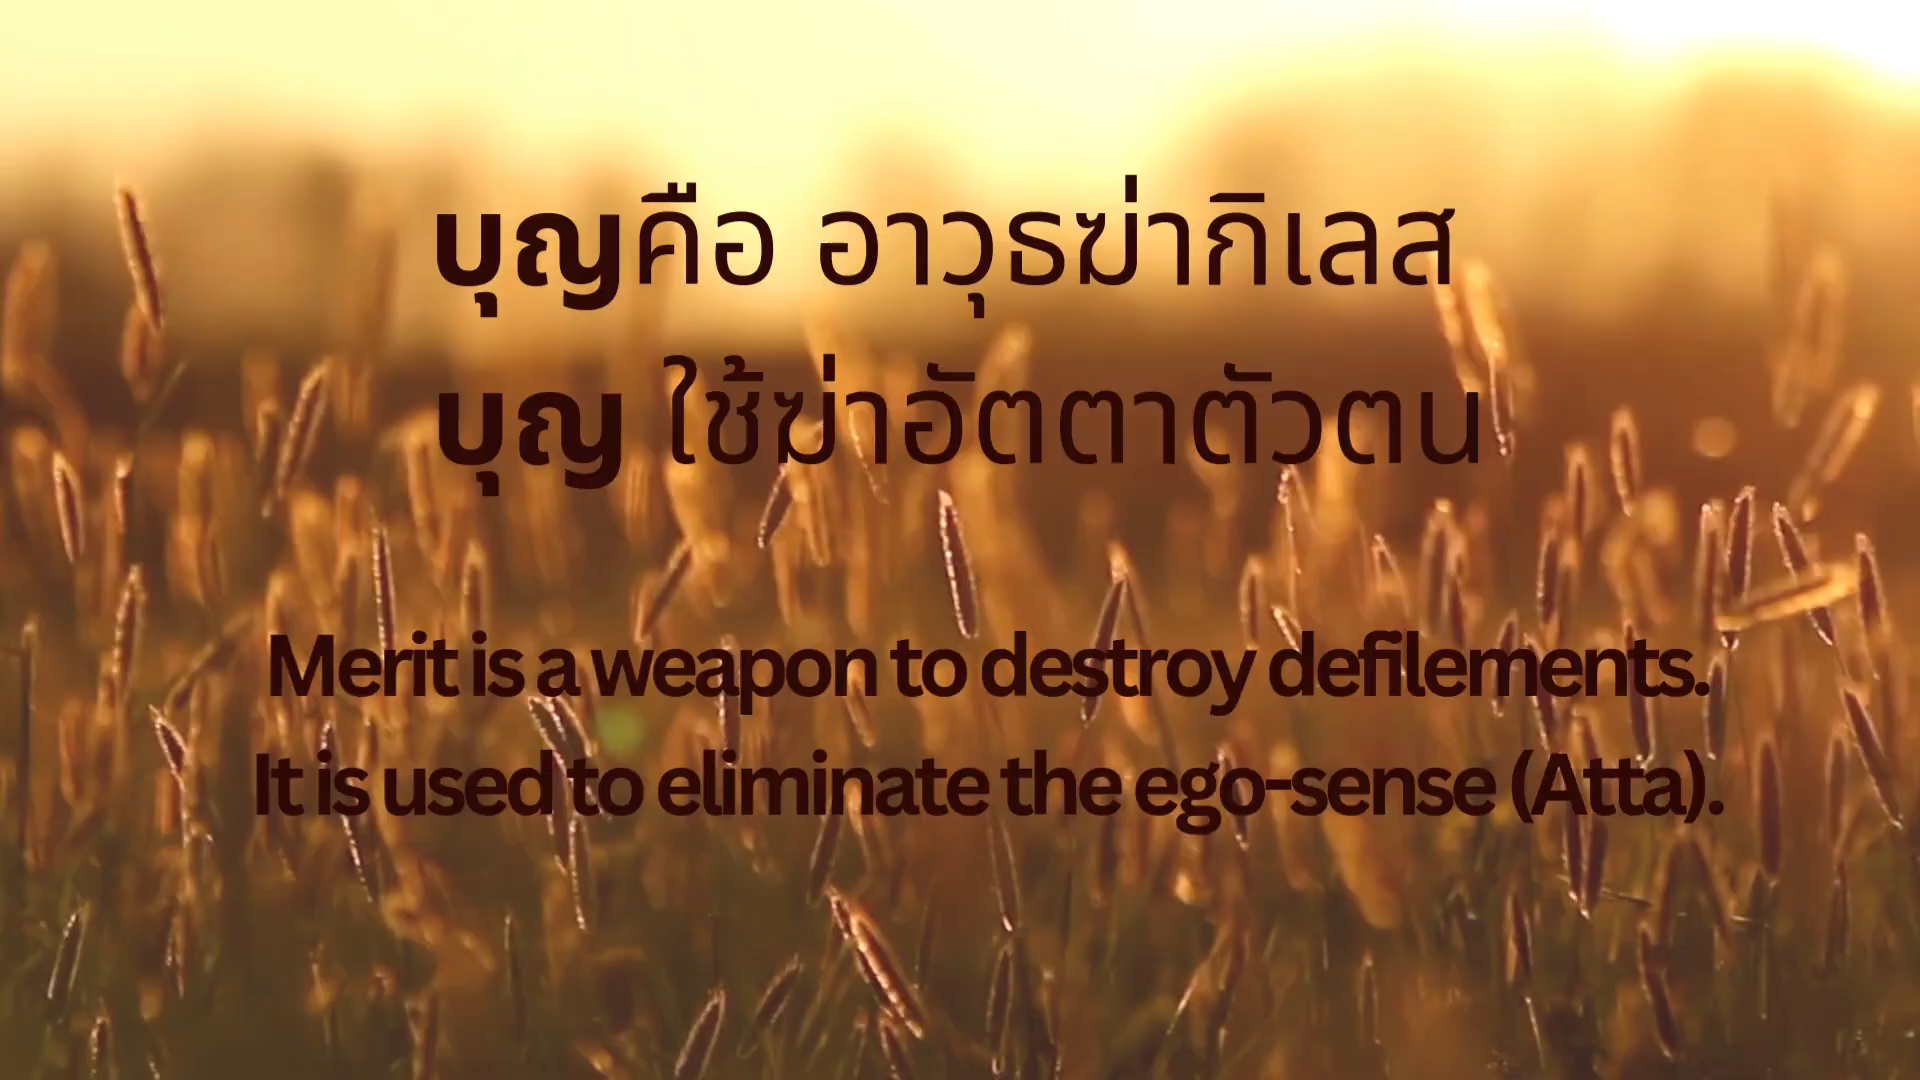 บุญคือ อาวุธฆ่ากิเลส
บุญ ใช้ฆ่าอัตตาตัวตน
Merit is a weapon to destroy defilements.
It is used to eliminate the ego-sense (Atta).